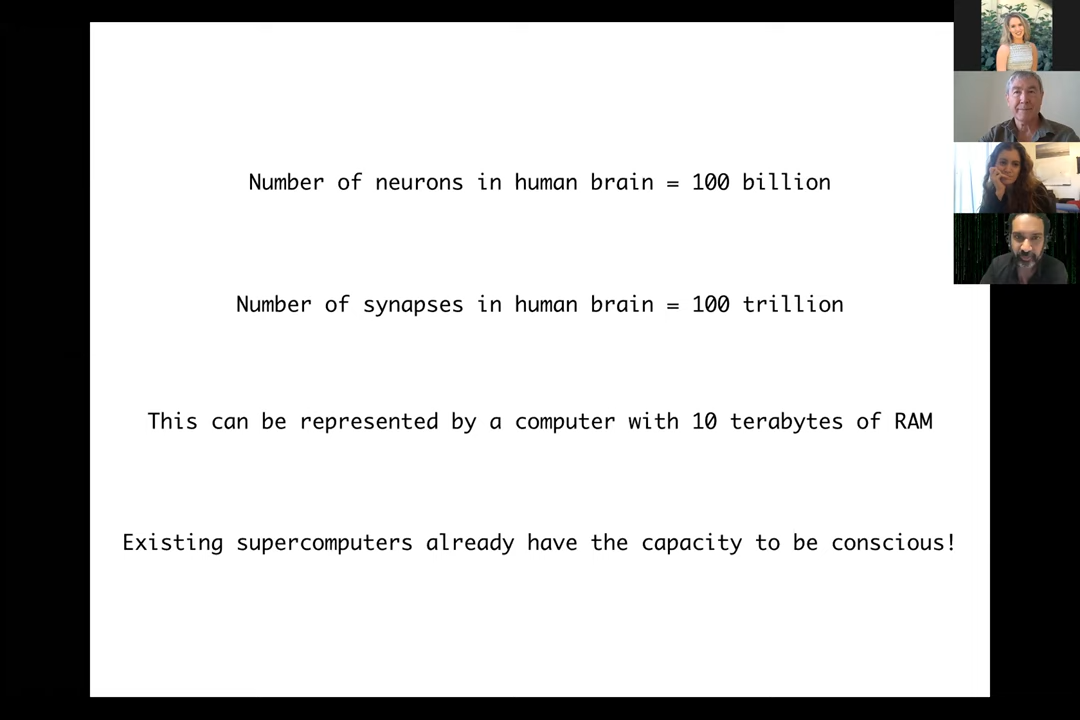 Number of neurons in human brain = 100 billion
Number of synapses in human brain = 100 trillion
This can be represented by a computer with 10 terabytes of RAM
Existing supercomputers already have the capacity to be conscious!